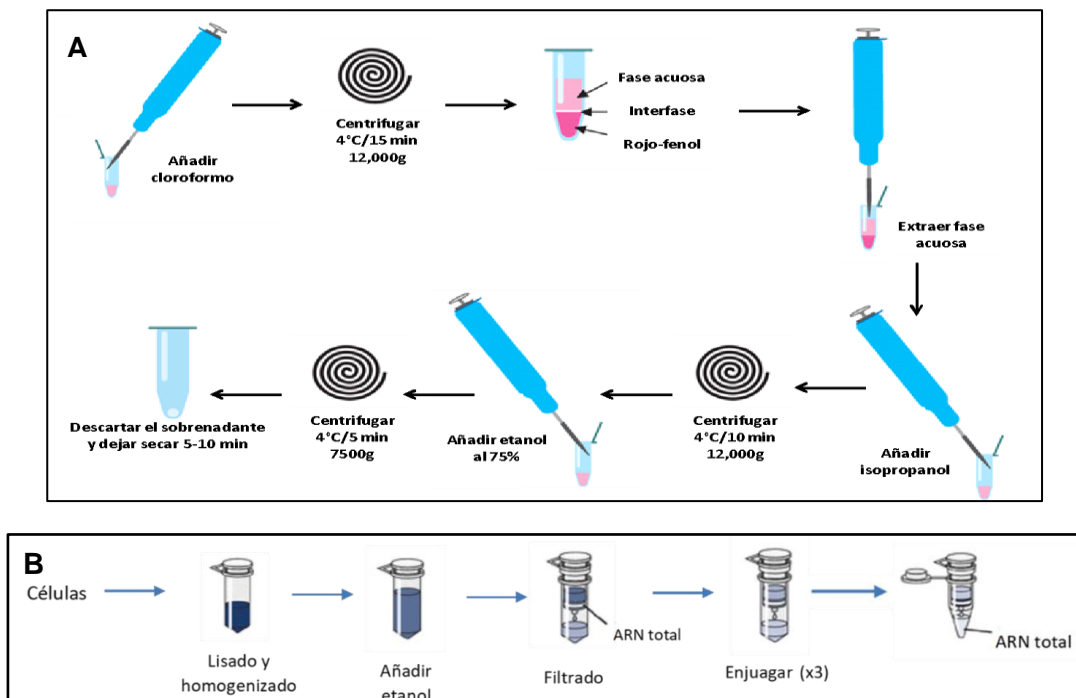 A
Añadir
cloroformo
Centrifugar
4°C/15 min
12,000g
Fase acuosa
Interfase
Rojo-fenol
Extraer fase
acuosa
Añadir
isopropanol
Centrifugar
4°C/10 min
12,000g
Añadir etanol
al 75%
Centrifugar
4°C/5 min
7500g
Descartar el sobrenadante
y dejar secar 5-10 min
B
Células
Lisado y
homogenizado
Añadir
etanol
ARN total
Filtrado
Enjuagar (x3)
ARN total